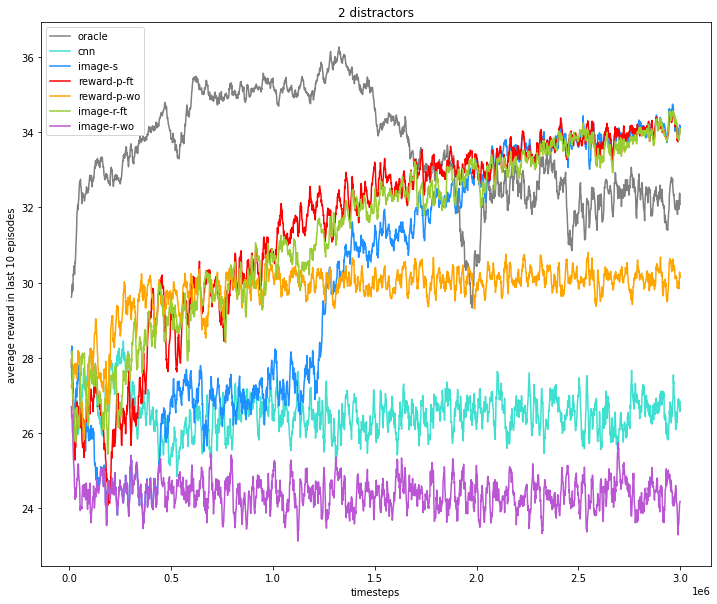 2 distractors
oracle
cnn
image-s
reward-p-ft
reward-p-wo
image-r-ft
image-r-wo
average reward in last 10 episodes
36
34
32
30
28
26
24
0.0 0.5 1.0 1.5 2.0 2.5 3.0
1e6
timesteps